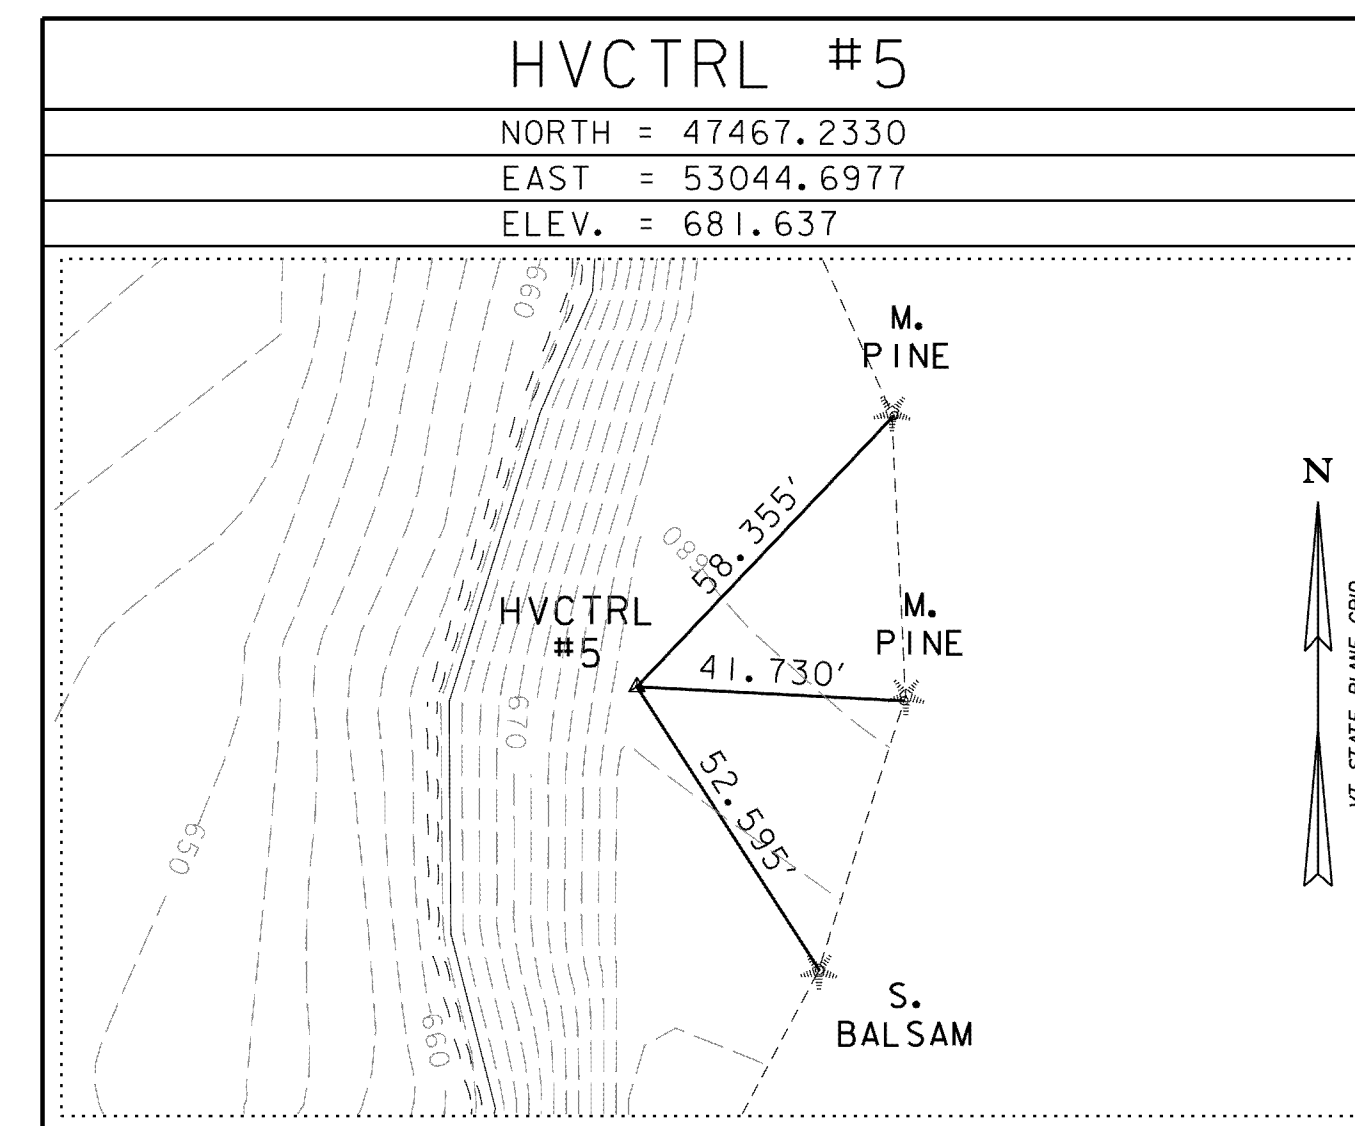 HVCTRL #5
NORTH = 47467.2330
EAST = 53044.6977
ELEV. = 681.637
660
M.
PINE
N
58.355'
680
HVCTRL
#5
M.
PINE
41.730'
670
52.595'
650
S.
BALSAM
660